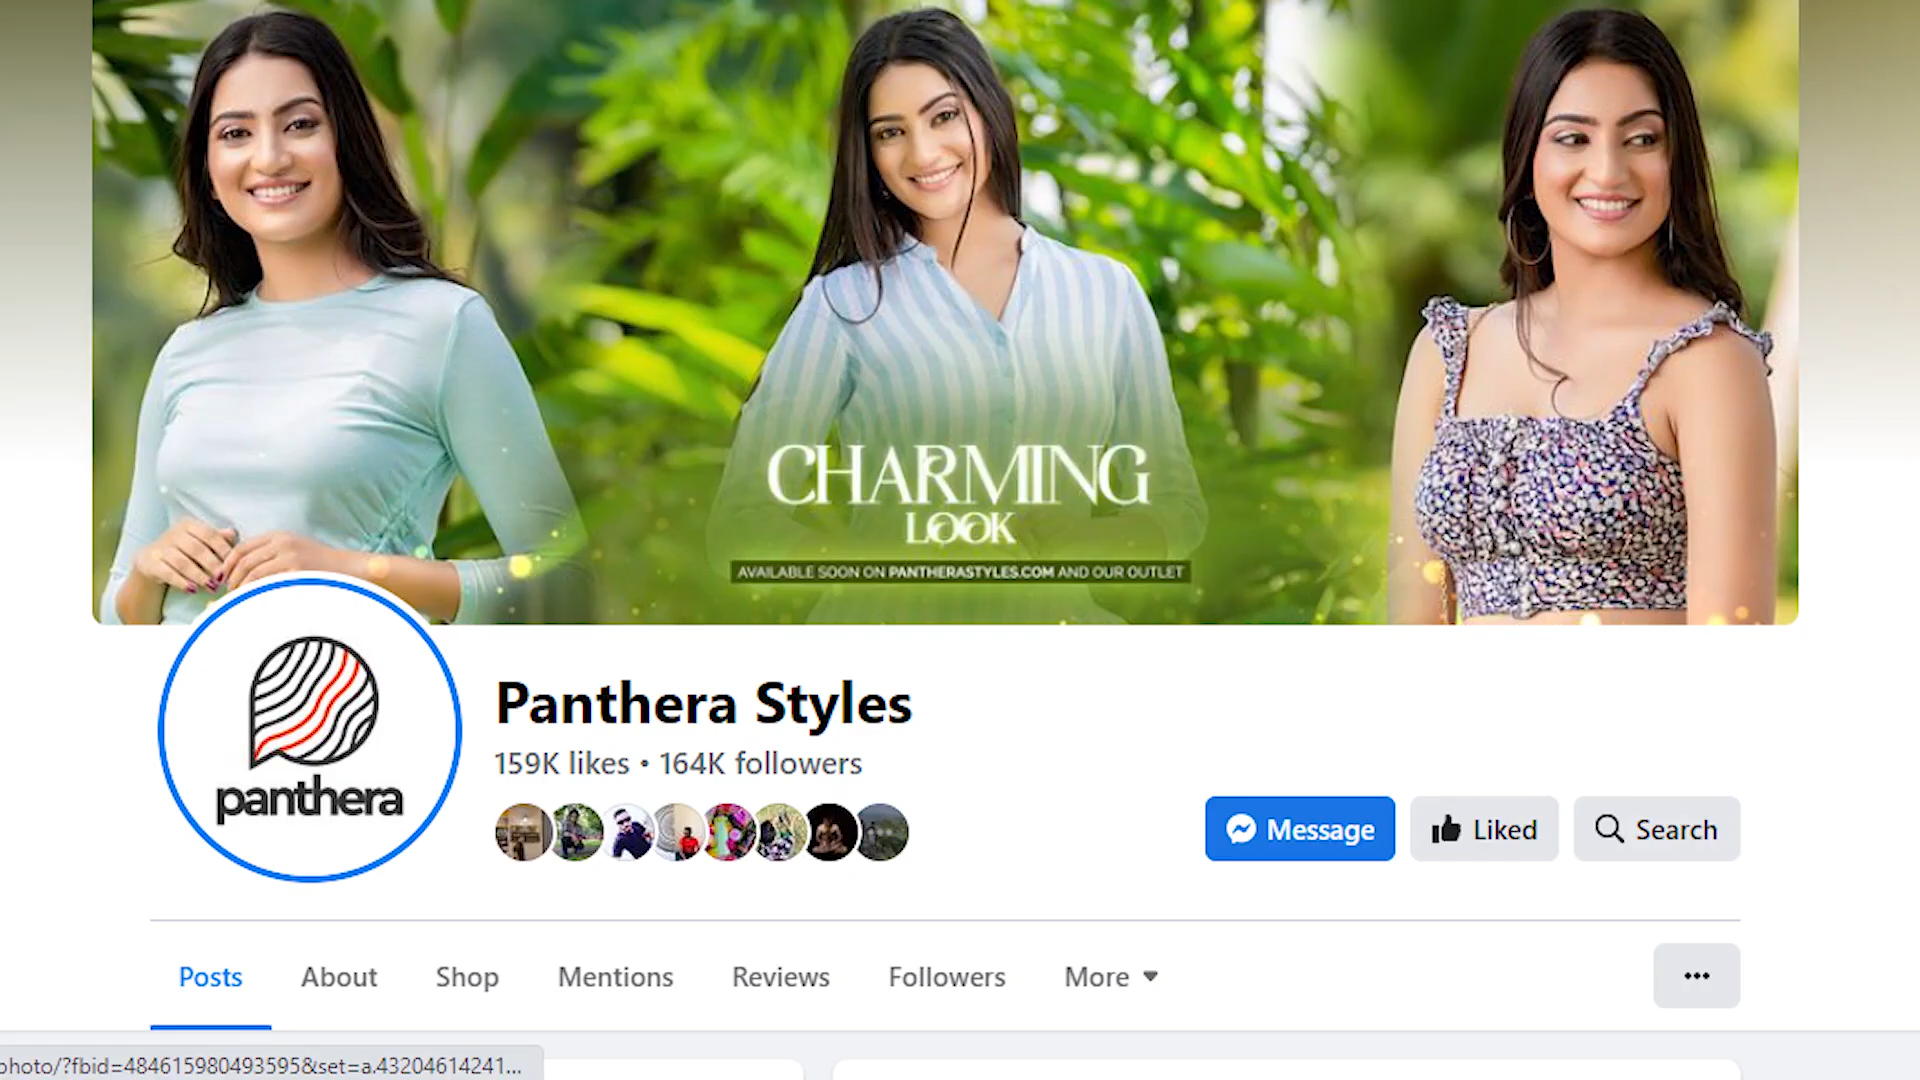 CHARMING
LOOK
AVAILABLE SOON ON PANTHERASTYLES.COM AND OUR OUTLET
panthera
Panthera Styles
159K likes • 164K followers
Message
Liked
Search
Posts
About
Shop
Mentions
Reviews
Followers
More
photo/?fbid=484615980493595&set=a.43204614241...